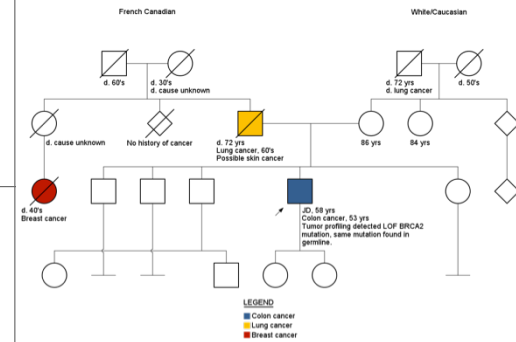 French Canadian
White/Caucasian
d. 60's
d. 30's
d. cause unknown
d. 72 yrs
d. lung cancer
d. 50's
d. cause unknown
No history of cancer
d. 72 yrs
Lung cancer, 60's
Possible skin cancer
86 yrs
84 yrs
d. 40's
Breast cancer
JD, 58 yrs
Colon cancer, 53 yrs
Tumor profiling detected LOF BRCA2
mutation, same mutation found in
germline.
LEGEND
Colon cancer
Lung cancer
Breast cancer